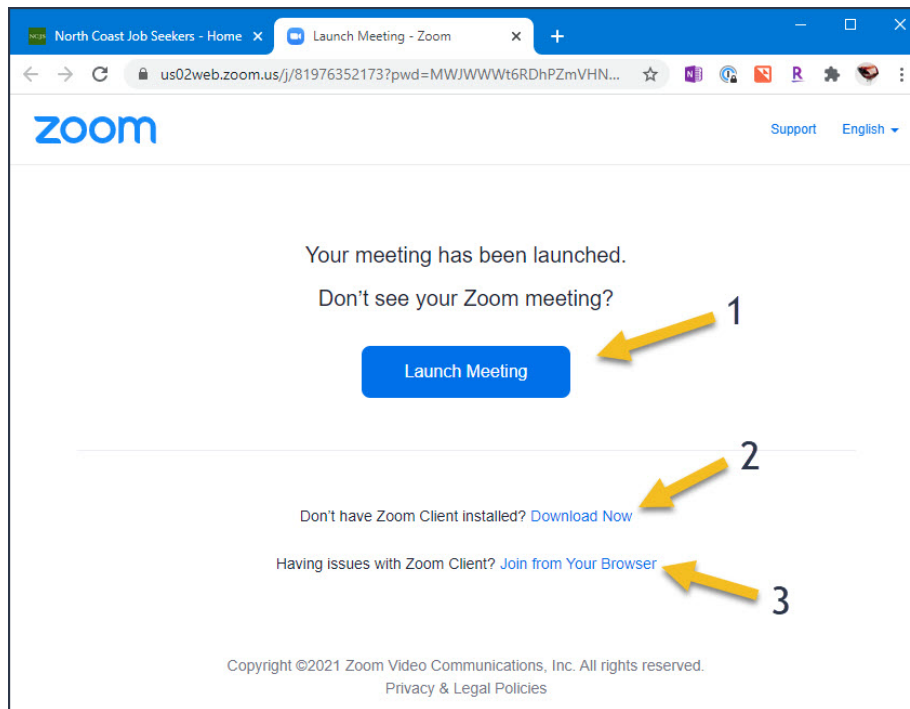 North Coast Job Seekers - Home
Launch Meeting - Zoom
us02web.zoom.us/j/81976352173?pwd=MWJWWWt6RDhPZmVHN...
zoom
Support English
Your meeting has been launched.
Don't see your Zoom meeting?
1
Launch Meeting
2
Don't have Zoom Client installed? Download Now
Having issues with Zoom Client? Join from Your Browser
3
Copyright ©2021 Zoom Video Communications, Inc. All rights reserved.
Privacy & Legal Policies